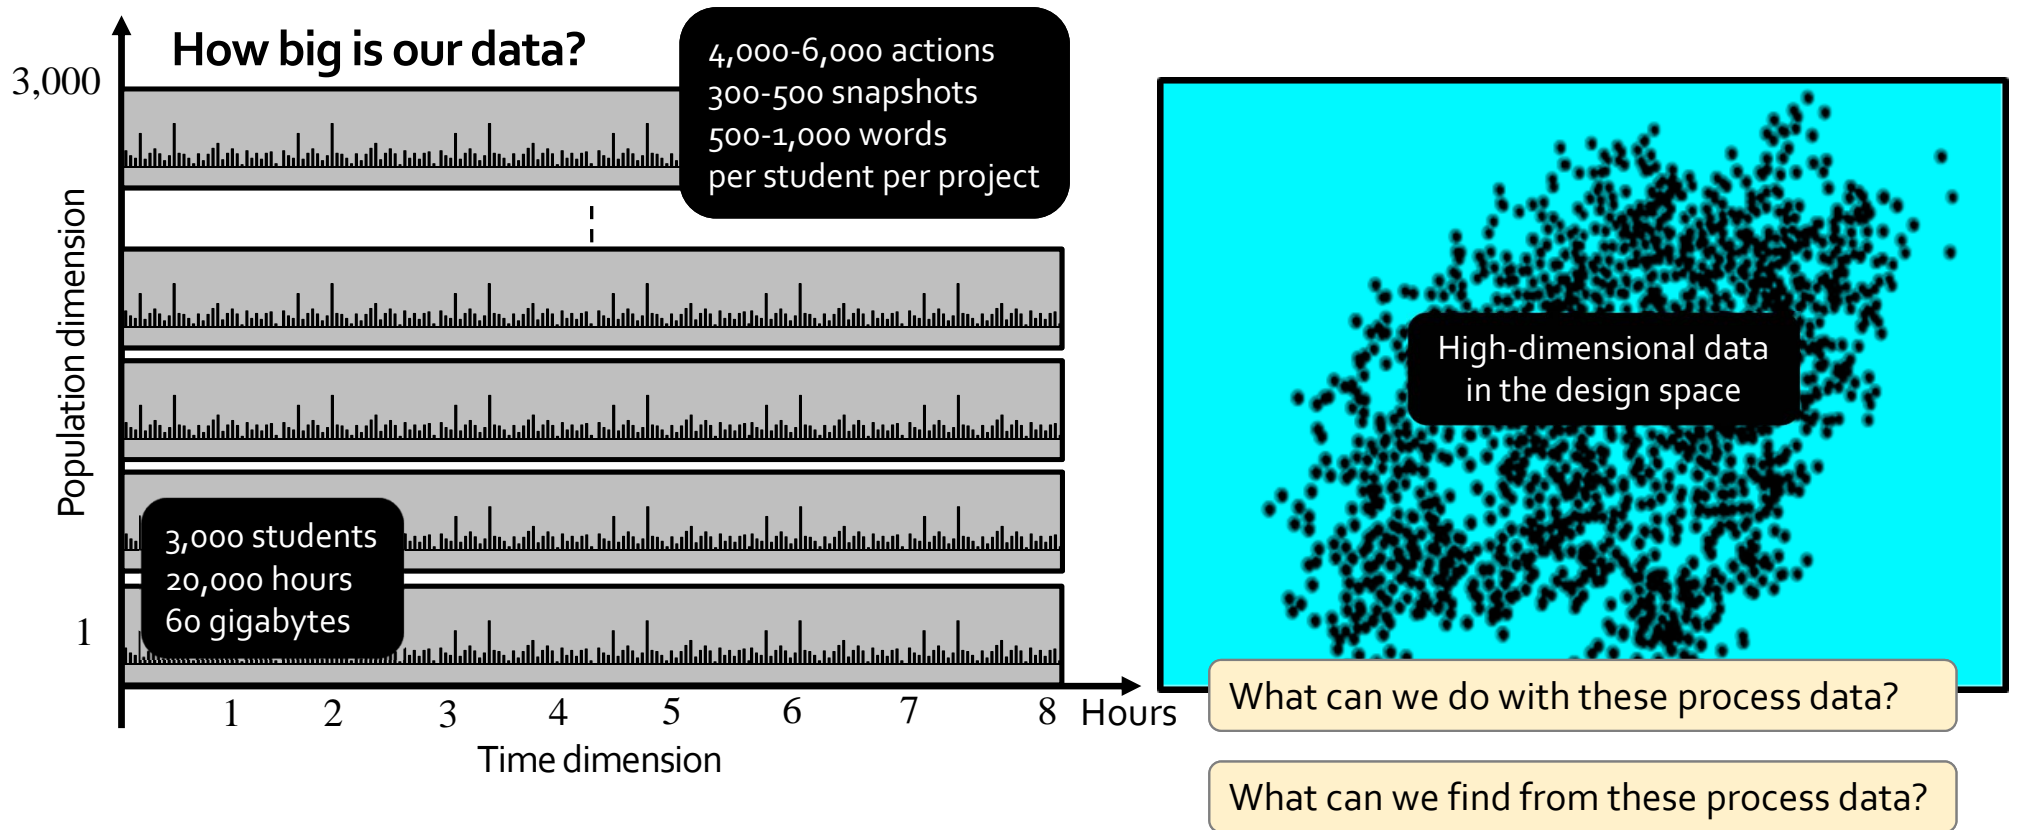 How big is our data?
4,000-6,000 actions
300-500 snapshots
500-1,000 words
per student per project
3,000
Population dimension
3,000 students
20,000 hours
60 gigabytes
1
1 2 3 4 5 6 7 8 Hours
Time dimension
High-dimensional data
in the design space
What can we do with these process data?
What can we find from these process data?